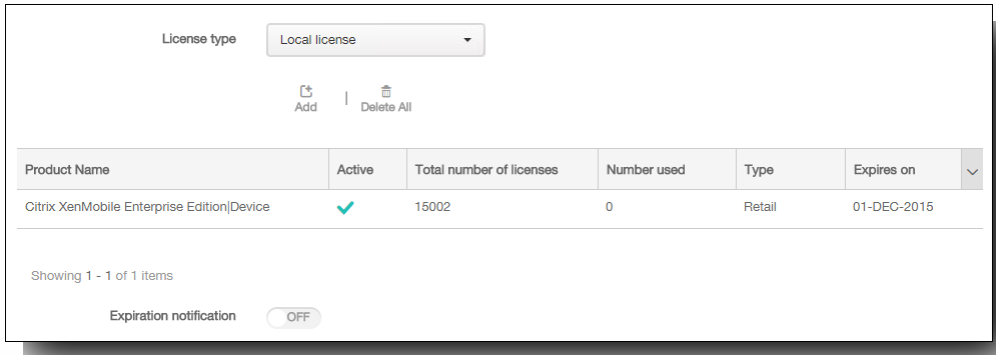 License type Local license
Add | Delete All
Product Name Active Total number of licenses Number used Type Expires on
Citrix XenMobile Enterprise Edition|Device 15002 0 Retail 01-DEC-2015
Showing 1 - 1 of 1 items
Expiration notification OFF